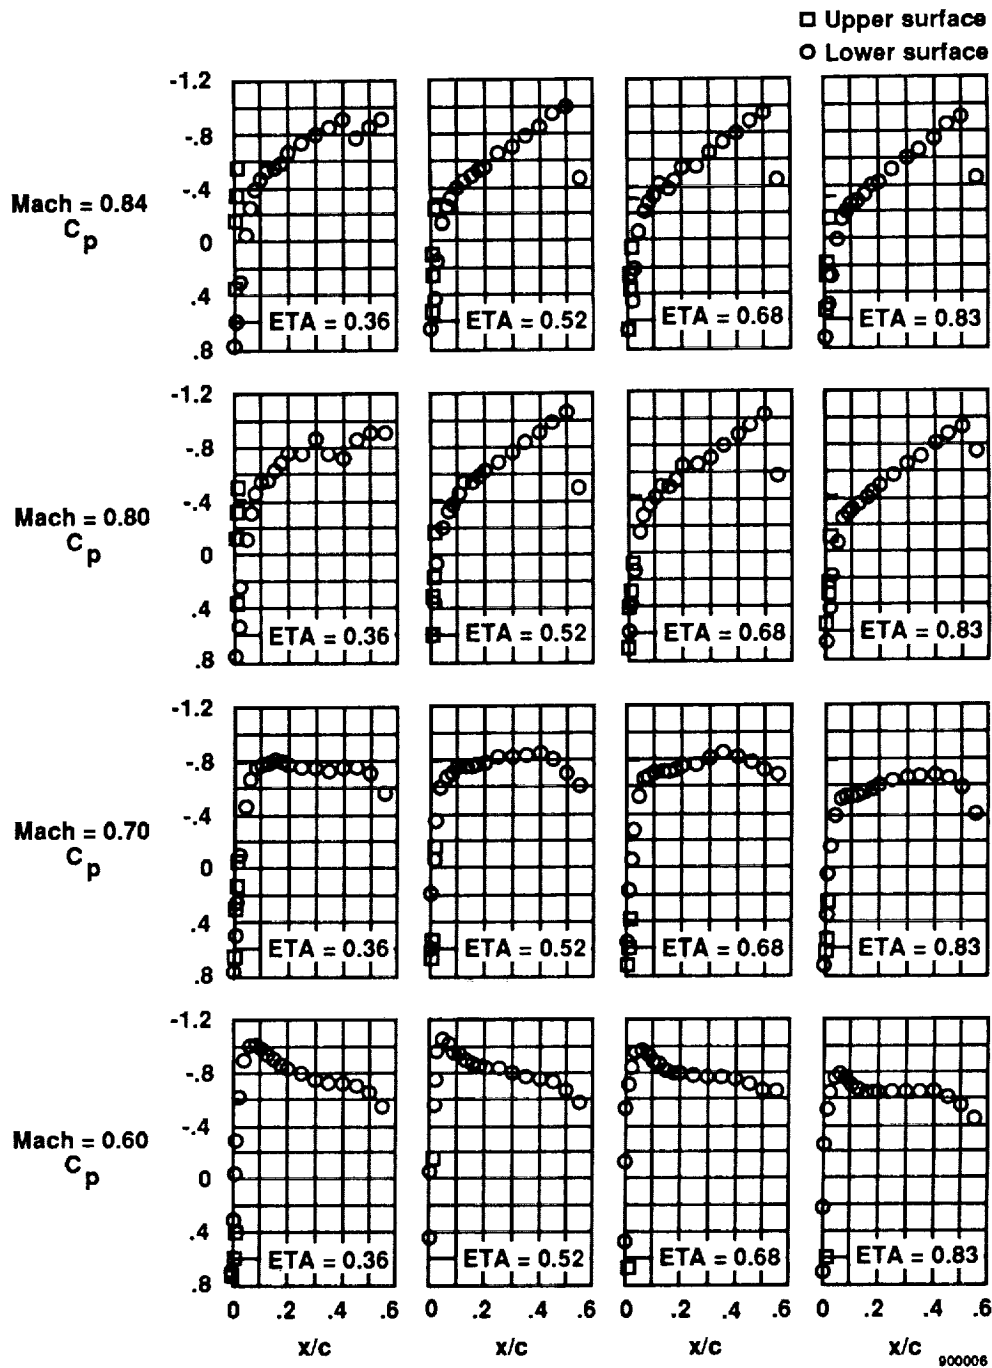 Upper surface
Lower surface
-1.2
-.8
-.4
0
.4
.8
Mach = 0.84
C p
ETA = 0.36
ETA = 0.52
ETA = 0.68
ETA = 0.83
-1.2
-.8
-.4
0
.4
.8
Mach = 0.80
C p
ETA = 0.36
ETA = 0.52
ETA = 0.68
ETA = 0.83
-1.2
-.8
-.4
0
.4
.8
Mach = 0.70
C p
ETA = 0.36
ETA = 0.52
ETA = 0.68
ETA = 0.83
-1.2
-.8
-.4
0
.4
.8
Mach = 0.60
C p
ETA = 0.36
ETA = 0.52
ETA = 0.68
ETA = 0.83
0 .2 .4 .6
0 .2 .4 .6
0 .2 .4 .6
0 .2 .4 .6
x/c
x/c
x/c
x/c
900006